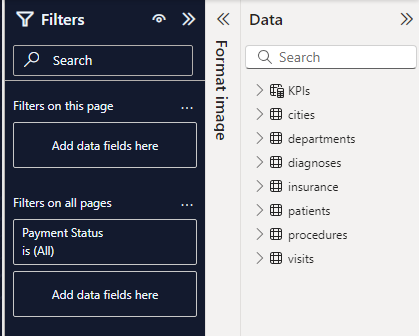 Filters
Search
Filters on this page
...
Add data fields here
Filters on all pages
...
Payment Status
is (All)
Add data fields here
Format image
Data
Search
KPIs
cities
departments
diagnoses
insurance
patients
procedures
visits